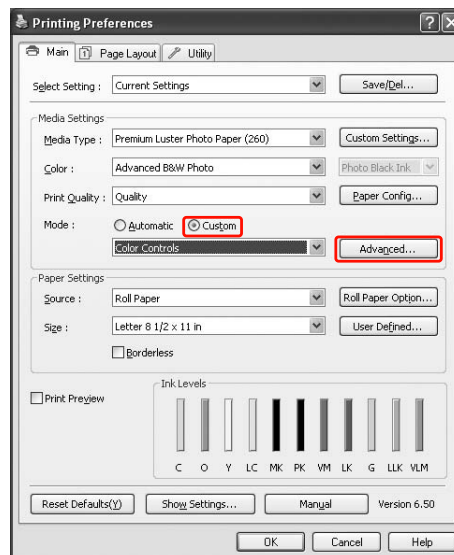 Printing Preferences
Main Page Layout Utility
Select Setting : Current Settings Save/Del...
Media Settings
Media Type : Premium Luster Photo Paper (260) Custom Settings...
Color : Advanced B&W Photo Photo Black Ink
Print Quality : Quality Paper Config...
Mode : Automatic Custom
Color Controls Advanced...
Paper Settings
Source : Roll Paper Roll Paper Option...
Size : Letter 8 1/2 x 11 in User Defined...
Borderless
Print Preview
Ink Levels
C O Y LC MK PK VM LK G LLK VLM
Reset Defaults(Y) Show Settings... Manual Version 6.50
OK Cancel Help